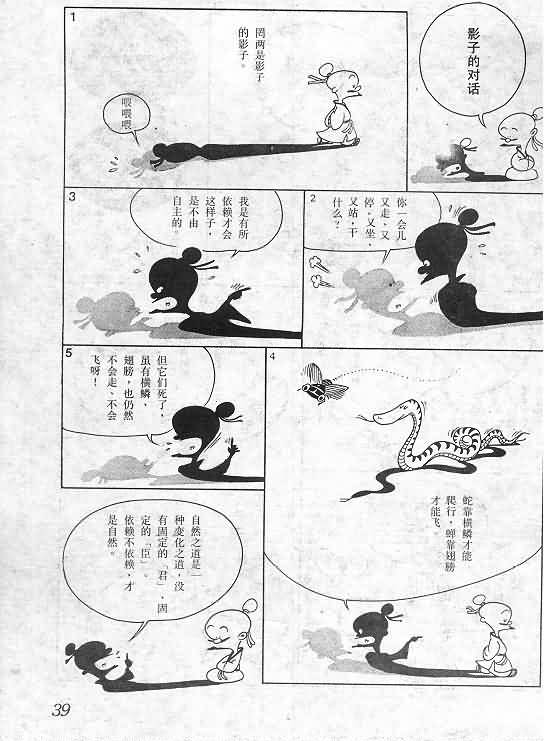 影子的对话
1
罔两是影子
的影子。
喂喂喂
2
你一会儿
又走、又
停，又坐，
又站，干
什么？
3
我是有所
依赖才会
这样子，
是不由
自主的。
4
蛇靠横鳞才能
爬行，蝉靠翅膀
才能飞。
5
但它们死了，
虽有横鳞、
翅膀，也仍然
不会走、不会
飞呀！
自然之道是一
种变化之道，没
有固定的「君」、固
定的「臣」。
依赖不依赖，才
是自然。
39